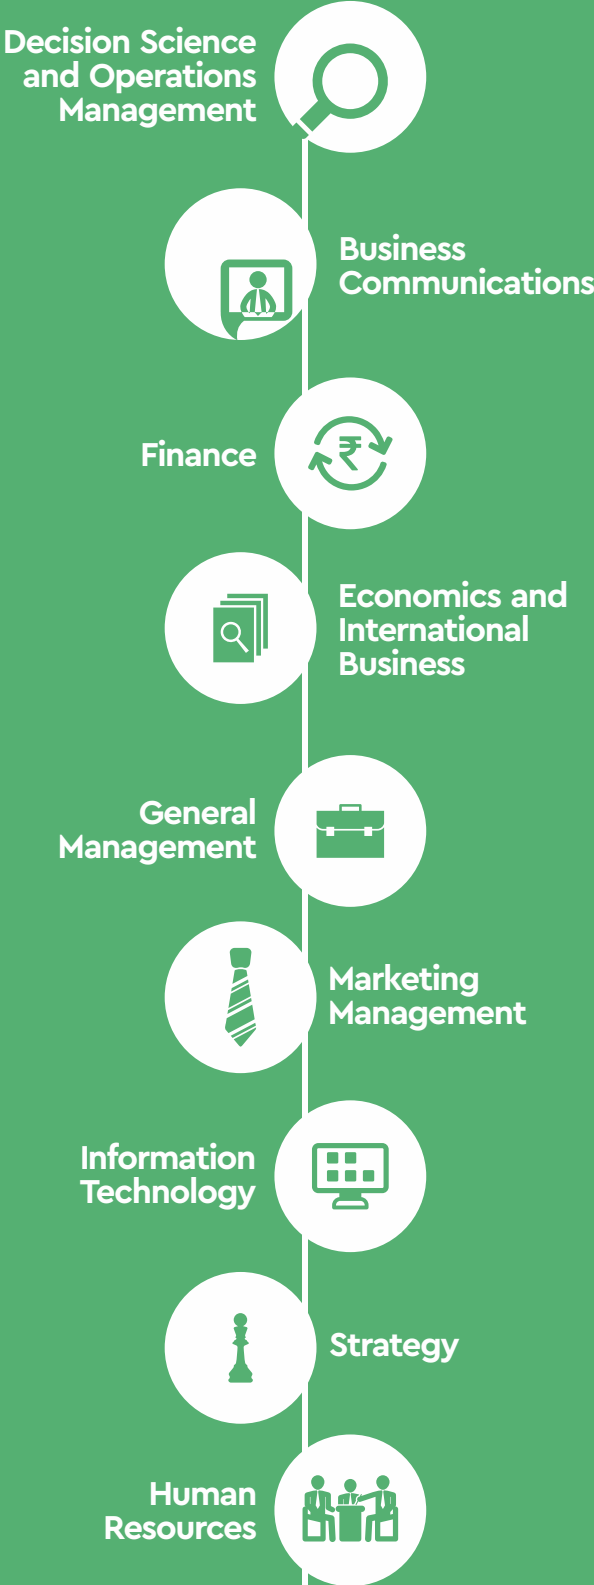 Decision Science
and Operations
Management
Business
Communications
Finance
₹
Economics and
International
Business
General
Management
Marketing
Management
Information
Technology
Strategy
Human
Resources